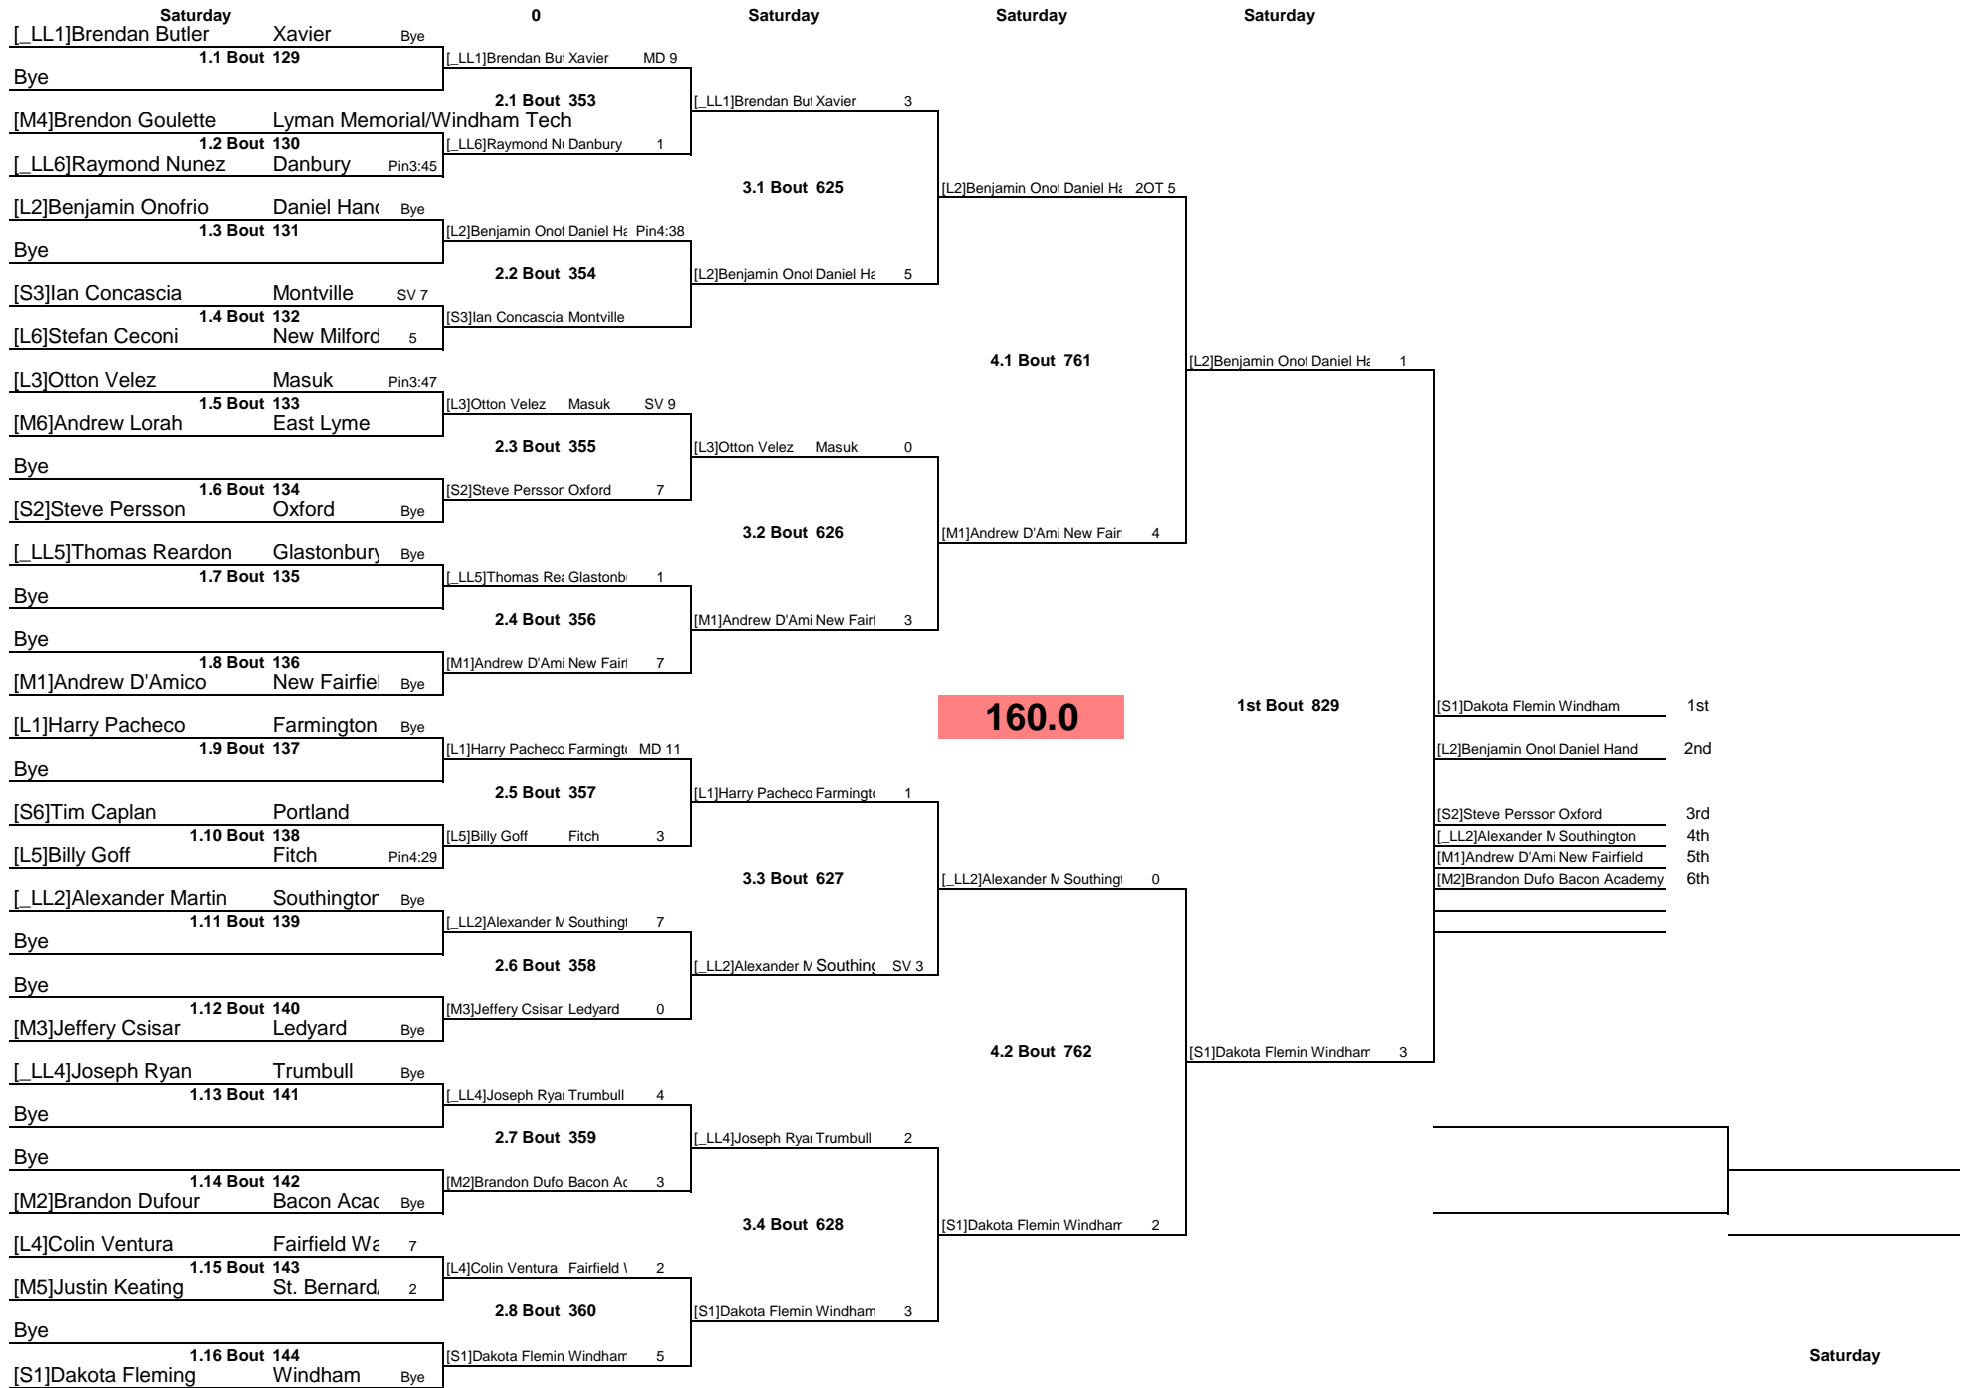 Saturday 0 Saturday Saturday Saturday
[_LL1]Brendan Butler Xavier Bye
1.1 Bout 129
Bye
[M4]Brendon Goulette Lyman Memorial/Windham Tech
1.2 Bout 130
[_LL6]Raymond Nunez Danbury Pin3:45
[L2]Benjamin Onofrio Daniel Hand Bye
1.3 Bout 131
Bye
[S3]Ian Concascia Montville SV 7
1.4 Bout 132
[L6]Stefan Ceconi New Milford 5
[L3]Otton Velez Masuk Pin3:47
1.5 Bout 133
[M6]Andrew Lorah East Lyme
Bye
1.6 Bout 134
[S2]Steve Persson Oxford Bye
[_LL5]Thomas Reardon Glastonbury Bye
1.7 Bout 135
Bye
Bye
1.8 Bout 136
[M1]Andrew D'Amico New Fairfiel Bye
[L1]Harry Pacheco Farmington Bye
1.9 Bout 137
Bye
[S6]Tim Caplan Portland
1.10 Bout 138
[L5]Billy Goff Fitch Pin4:29
[_LL2]Alexander Martin Southington Bye
1.11 Bout 139
Bye
Bye
1.12 Bout 140
[M3]Jeffery Csisar Ledyard Bye
[_LL4]Joseph Ryan Trumbull Bye
1.13 Bout 141
Bye
Bye
1.14 Bout 142
[M2]Brandon Dufour Bacon Acac Bye
[L4]Colin Ventura Fairfield Wa 7
1.15 Bout 143
[M5]Justin Keating St. Bernard/ 2
Bye
1.16 Bout 144
[S1]Dakota Fleming Windham Bye
[_LL1]Brendan But Xavier MD 9
2.1 Bout 353
[_LL6]Raymond N Danbury 1
[L2]Benjamin Onof Daniel Ha Pin4:38
2.2 Bout 354
[S3]Ian Concascia Montville
[L3]Otton Velez Masuk SV 9
2.3 Bout 355
[S2]Steve Persson Oxford 7
[_LL5]Thomas Rea Glastonb 1
2.4 Bout 356
[M1]Andrew D'Ami New Fairf 7
[L1]Harry Pacheco Farmingt MD 11
2.5 Bout 357
[L5]Billy Goff Fitch 3
[_LL2]Alexander M Southingt 7
2.6 Bout 358
[M3]Jeffery Csisar Ledyard 0
[_LL4]Joseph Ryan Trumbull 4
2.7 Bout 359
[M2]Brandon Dufo Bacon Ac 3
[L4]Colin Ventura Fairfield 2
2.8 Bout 360
[S1]Dakota Flemin Windham 5
[_LL1]Brendan But Xavier 3
3.1 Bout 625
[L2]Benjamin Onof Daniel Ha 5
[L3]Otton Velez Masuk 0
3.2 Bout 626
[M1]Andrew D'Ami New Fairf 3
[L1]Harry Pacheco Farmingt 1
3.3 Bout 627
[_LL2]Alexander M Southing SV 3
[_LL4]Joseph Ryan Trumbull 2
3.4 Bout 628
[S1]Dakota Flemin Windham 3
[L2]Benjamin Onof Daniel Ha 2OT 5
4.1 Bout 761
[M1]Andrew D'Ami New Fair 4
160.0
[_LL2]Alexander M Southingt 0
4.2 Bout 762
[S1]Dakota Flemin Windham 2
[L2]Benjamin Onof Daniel Ha 1
1st Bout 829
[S1]Dakota Flemin Windham 3
[S1]Dakota Flemin Windham 1st
[L2]Benjamin Onof Daniel Hand 2nd
[S2]Steve Persson Oxford 3rd
[_LL2]Alexander M Southington 4th
[M1]Andrew D'Ami New Fairfield 5th
[M2]Brandon Dufo Bacon Academy 6th
Saturday